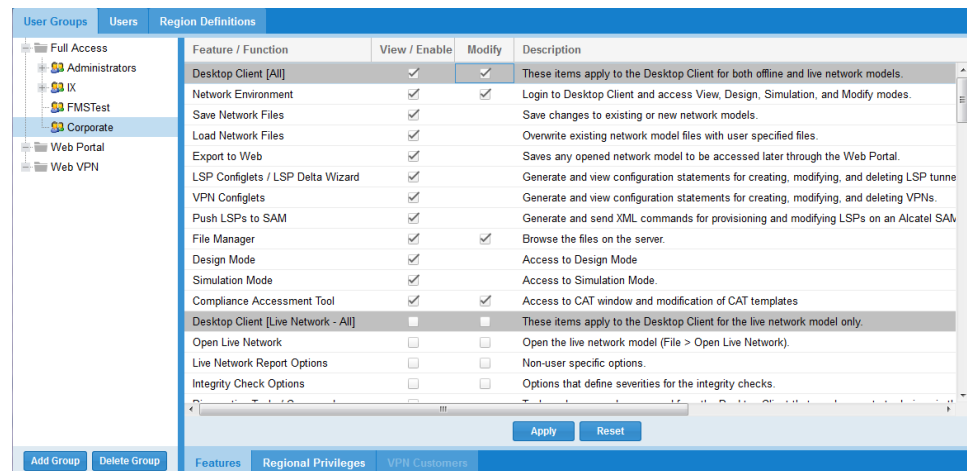 User Groups Users Region Definitions
Full Access
Administrators
IX
FMSTest
Corporate
Web Portal
Web VPN
Feature / Function View / Enable Modify Description
Desktop Client [All] These items apply to the Desktop Client for both offline and live network models.
Network Environment Login to Desktop Client and access View, Design, Simulation, and Modify modes.
Save Network Files Save changes to existing or new network models.
Load Network Files Overwrite existing network model files with user specified files.
Export to Web Saves any opened network model to be accessed later through the Web Portal.
LSP Configlets / LSP Delta Wizard Generate and view configuration statements for creating, modifying, and deleting LSP tunne
VPN Configlets Generate and view configuration statements for creating, modifying, and deleting VPNs.
Push LSPs to SAM Generate and send XML commands for provisioning and modifying LSPs on an Alcatel SAM
File Manager Browse the files on the server.
Design Mode Access to Design Mode
Simulation Mode Access to Simulation Mode.
Compliance Accessment Tool Access to CAT window and modification of CAT templates
Desktop Client [Live Network - All] These items apply to the Desktop Client for the live network model only.
Open Live Network Open the live network model (File > Open Live Network).
Live Network Report Options Non-user specific options.
Integrity Check Options Options that define severities for the integrity checks.
Apply Reset
Add Group Delete Group Features Regional Privileges VPN Customers